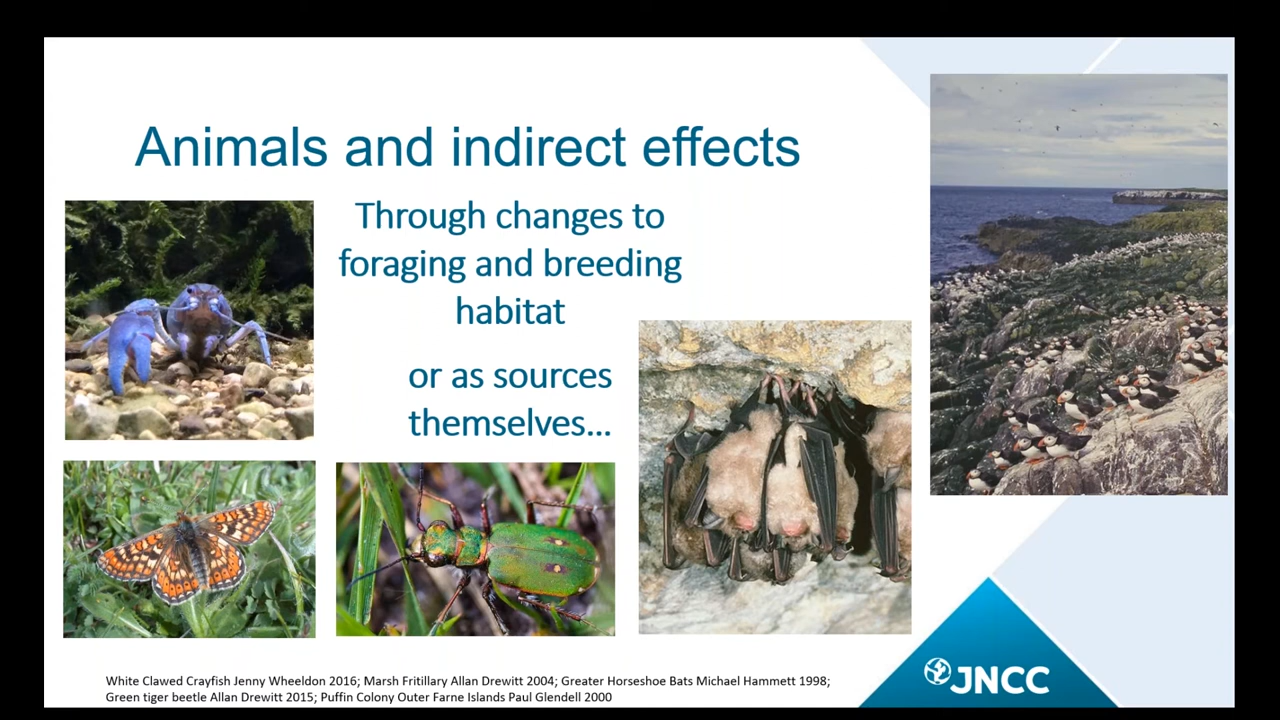 Animals and indirect effects
Through changes to
foraging and breeding
habitat
or as sources
themselves...
White Clawed Crayfish Jenny Wheeldon 2016; Marsh Fritillary Allan Drewitt 2004; Greater Horseshoe Bats Michael Hammett 1998;
Green tiger beetle Allan Drewitt 2015; Puffin Colony Outer Farne Islands Paul Glendell 2000
JNCC